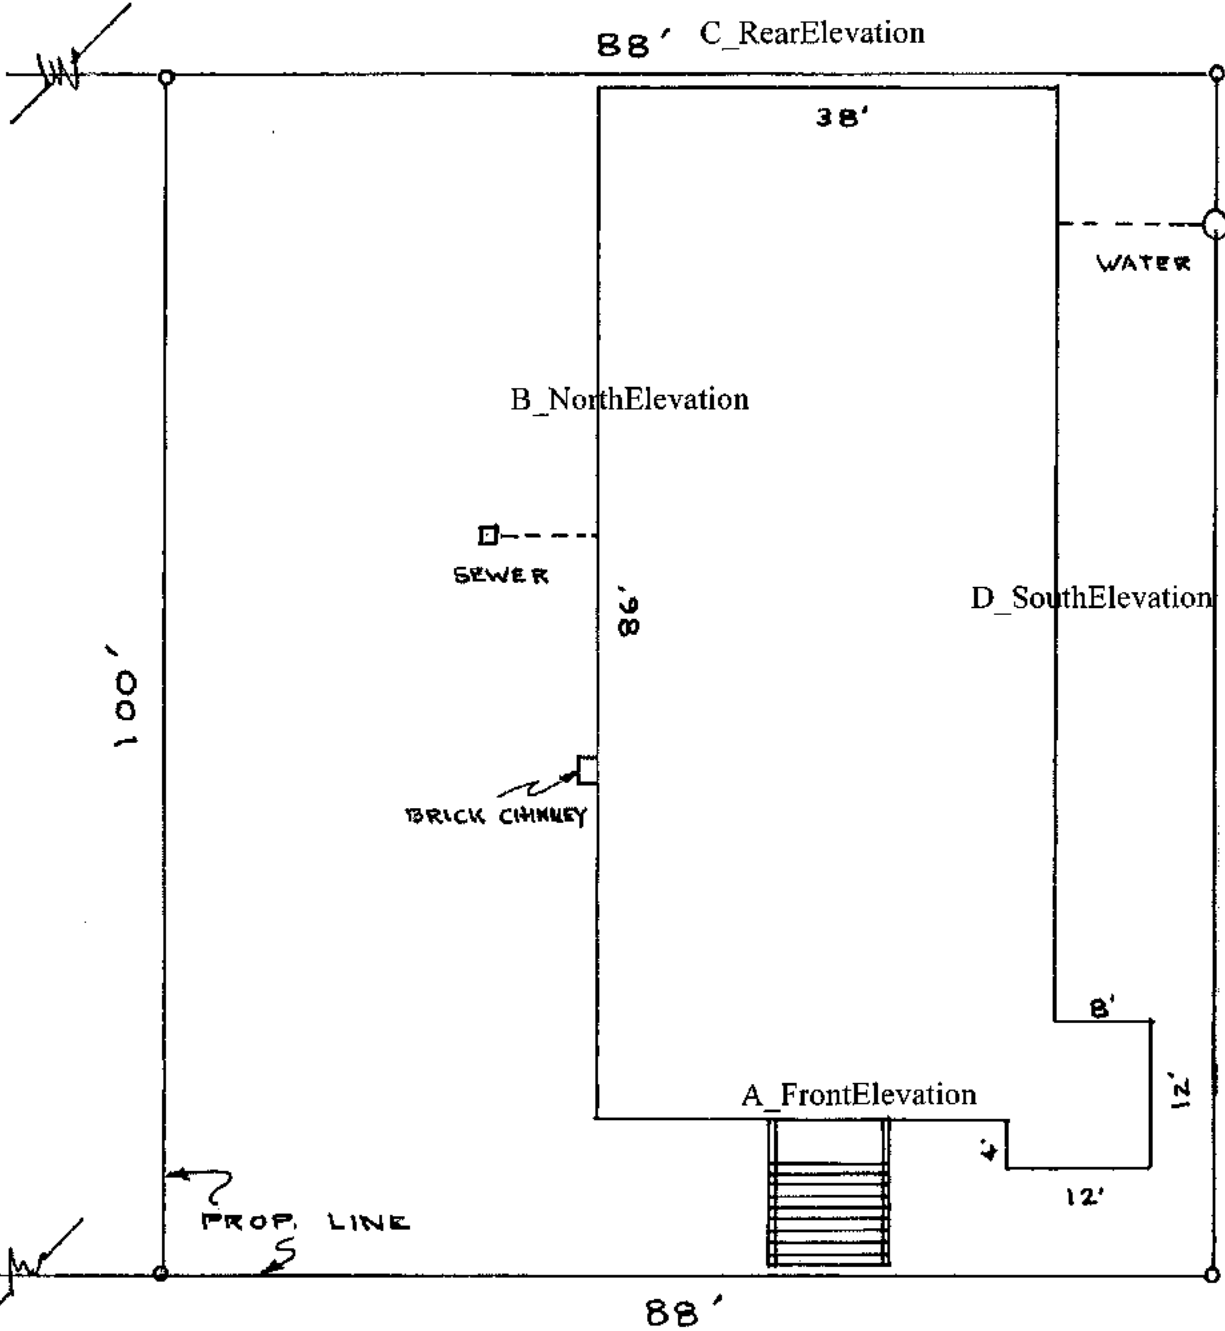 88' C_RearElevation
38'
WATER
B_NorthElevation
SEWER
86'
D_SouthElevation
100'
BRICK CHIMNEY
8'
A_FrontElevation
12'
4'
12'
PROP. LINE
88'